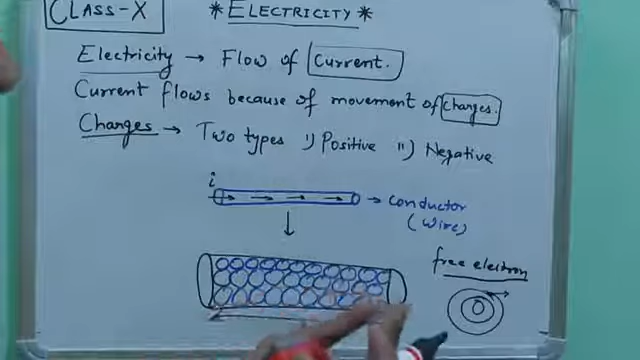 CLASS-X
*ELECTRICITY*
Electricity → Flow of Current.
Current flows because of movement of charges.
Charges → Two types i) Positive ii) Negative
i
→ conductor
(wire)
free electron